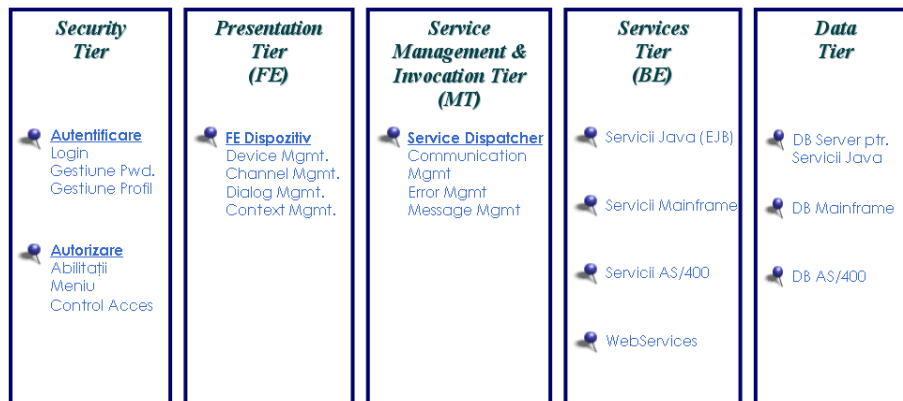 Security
Tier
Autentificare
Login
Gestiune Pwd.
Gestiune Profil
Autorizare
Abilitaţii
Meniu
Control Acces
Presentation
Tier
(FE)
FE Dispozitiv
Device Mgmt.
Channel Mgmt.
Dialog Mgmt.
Context Mgmt.
Service
Management &
Invocation Tier
(MT)
Service Dispatcher
Communication
Mgmt
Error Mgmt
Message Mgmt
Services
Tier
(BE)
Servicii Java (EJB)
Servicii Mainframe
Servicii AS/400
WebServices
Data
Tier
DB Server ptr.
Servicii Java
DB Mainframe
DB AS/400